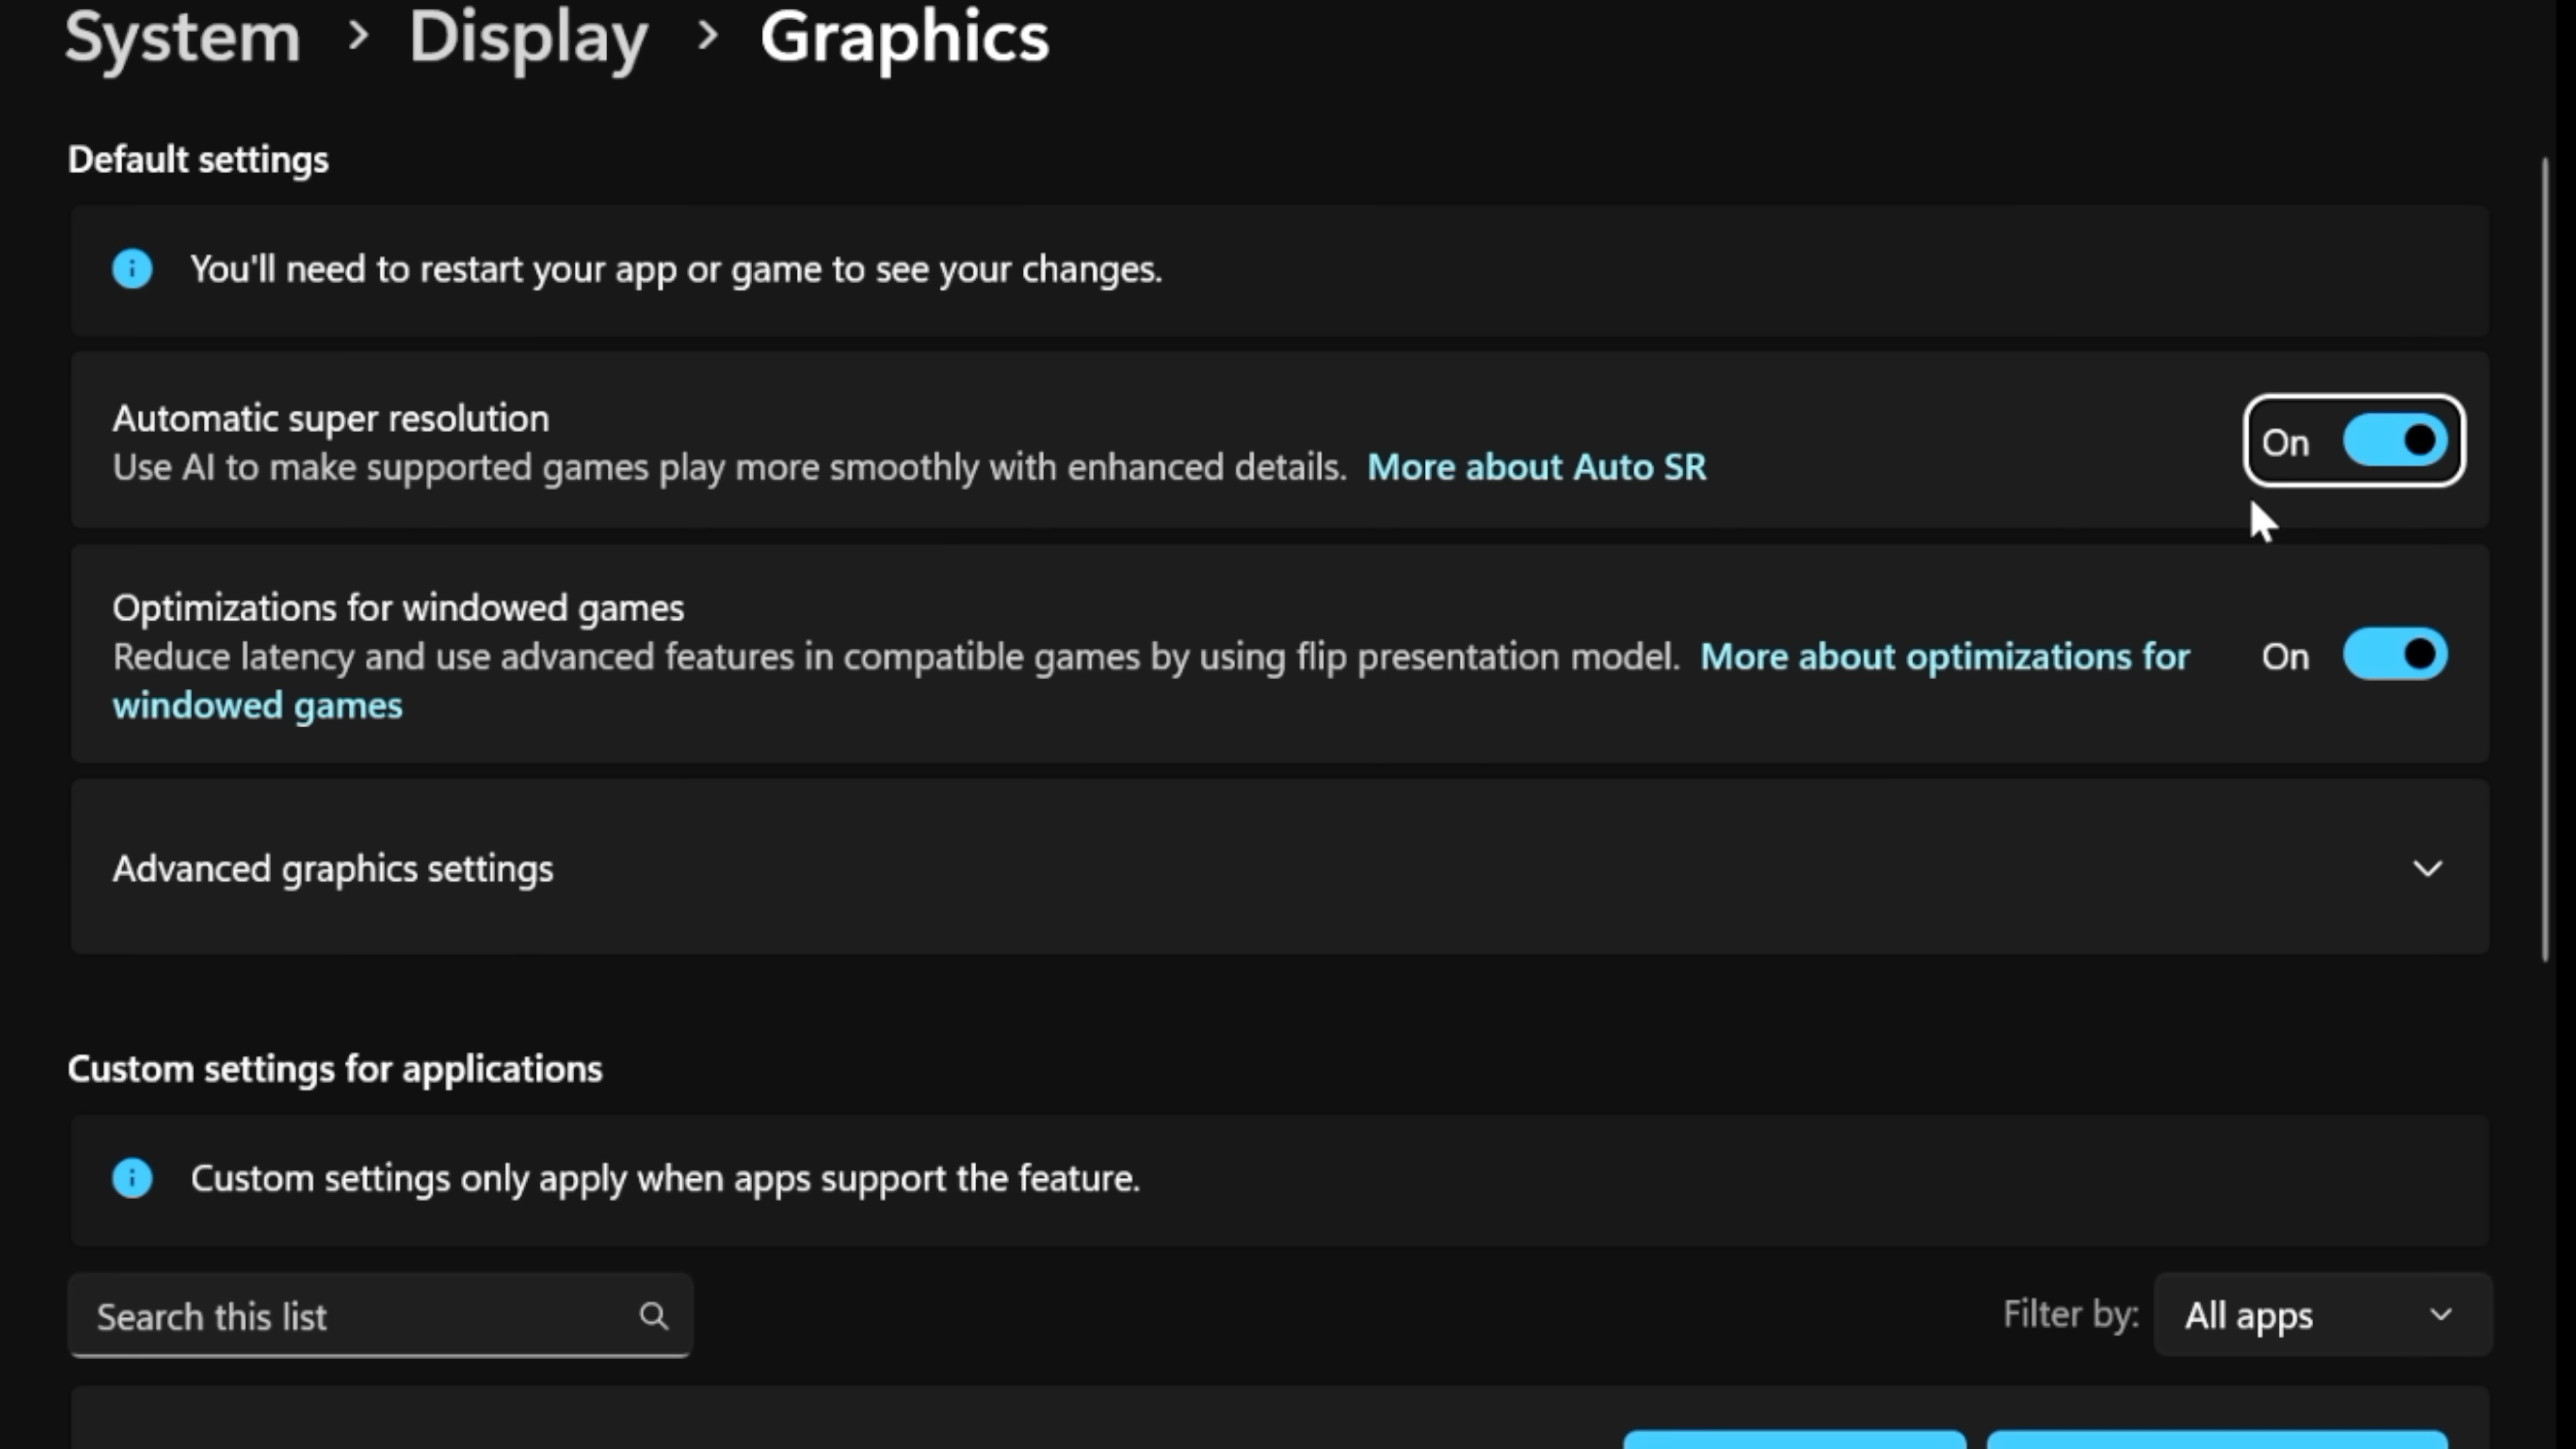 System > Display > Graphics
Default settings
You'll need to restart your app or game to see your changes.
Automatic super resolution
Use AI to make supported games play more smoothly with enhanced details. More about Auto SR
On
Optimizations for windowed games
Reduce latency and use advanced features in compatible games by using flip presentation model. More about optimizations for
windowed games
On
Advanced graphics settings
Custom settings for applications
Custom settings only apply when apps support the feature.
Search this list
Filter by: All apps